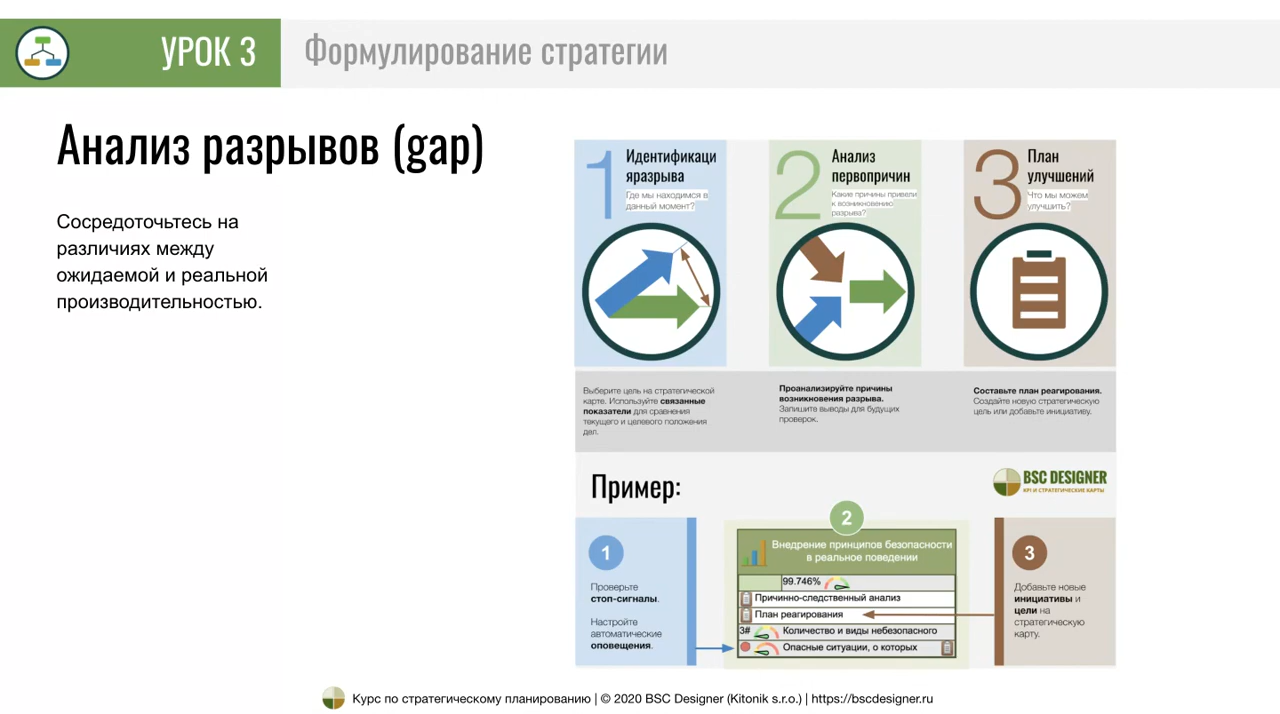 УРОК 3
Формулирование стратегии
Анализ разрывов (gap)
Сосредоточьтесь на
различиях между
ожидаемой и реальной
производительностью.
1
Идентификаци
яразрыва
Где мы находимся в
данный момент?
2
Анализ
первопричин
Какие причины привели
к возникновению
разрыва?
3
План
улучшений
Что мы можем
улучшить?
Выберите цель на стратегической
карте. Используйте связанные
показатели для сравнения
текущего и целевого положения
дел.
Проанализируйте причины
возникновения разрыва.
Запишите выводы для будущих
проверок.
Составьте план реагирования.
Создайте новую стратегическую
цель или добавьте инициативу.
Пример:
BSC DESIGNER
KPI И СТРАТЕГИЧЕСКИЕ КАРТЫ
1
Проверьте
стоп-сигналы.
Настройте
автоматические
оповещения.
2
Внедрение принципов безопасности
в реальное поведении
99.746%
Причинно-следственный анализ
План реагирования
3# Количество и виды небезопасного
Опасные ситуации, о которых
3
Добавьте новые
инициативы и
цели на
стратегическую
карту.
Курс по стратегическому планированию | © 2020 BSC Designer (Kitonik s.r.o.) | https://bscdesigner.ru